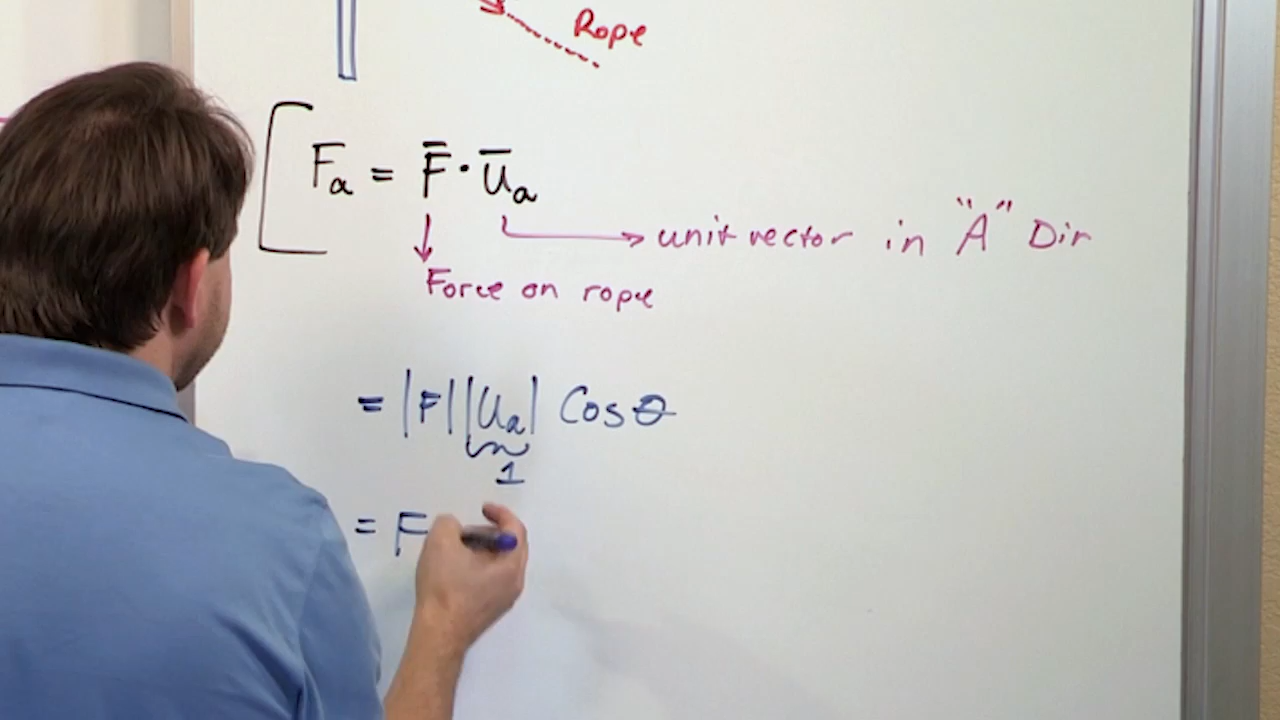 Rope
Fa = F̄ · Ūa
unit vector in "A" Dir
Force on rope
= |F| |Ua| Cos θ
1
= F